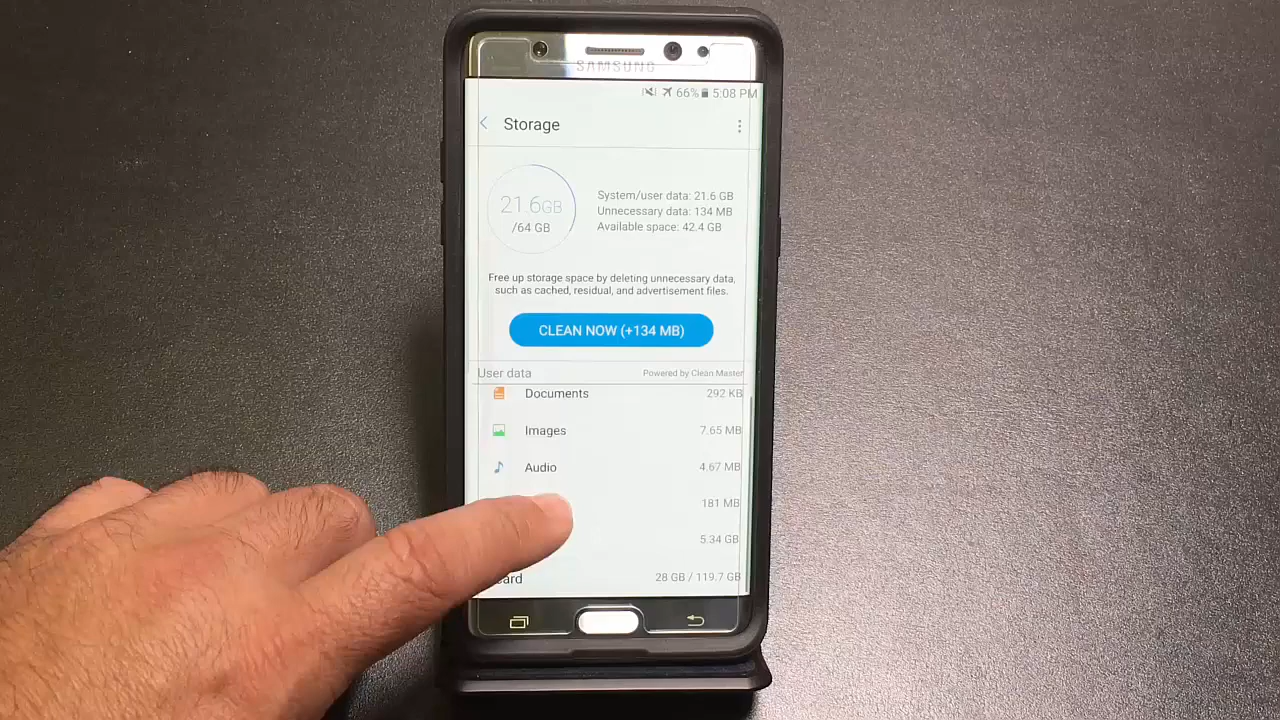 SAMSUNG
66% 5:08 PM
Storage
21.6GB
/64 GB
System/user data: 21.6 GB
Unnecessary data: 134 MB
Available space: 42.4 GB
Free up storage space by deleting unnecessary data,
such as cached, residual, and advertisement files.
CLEAN NOW (+134 MB)
User data Powered by Clean Master
Documents 292 KB
Images 7.65 MB
Audio 4.67 MB
181 MB
5.34 GB
card 28 GB / 119.7 GB